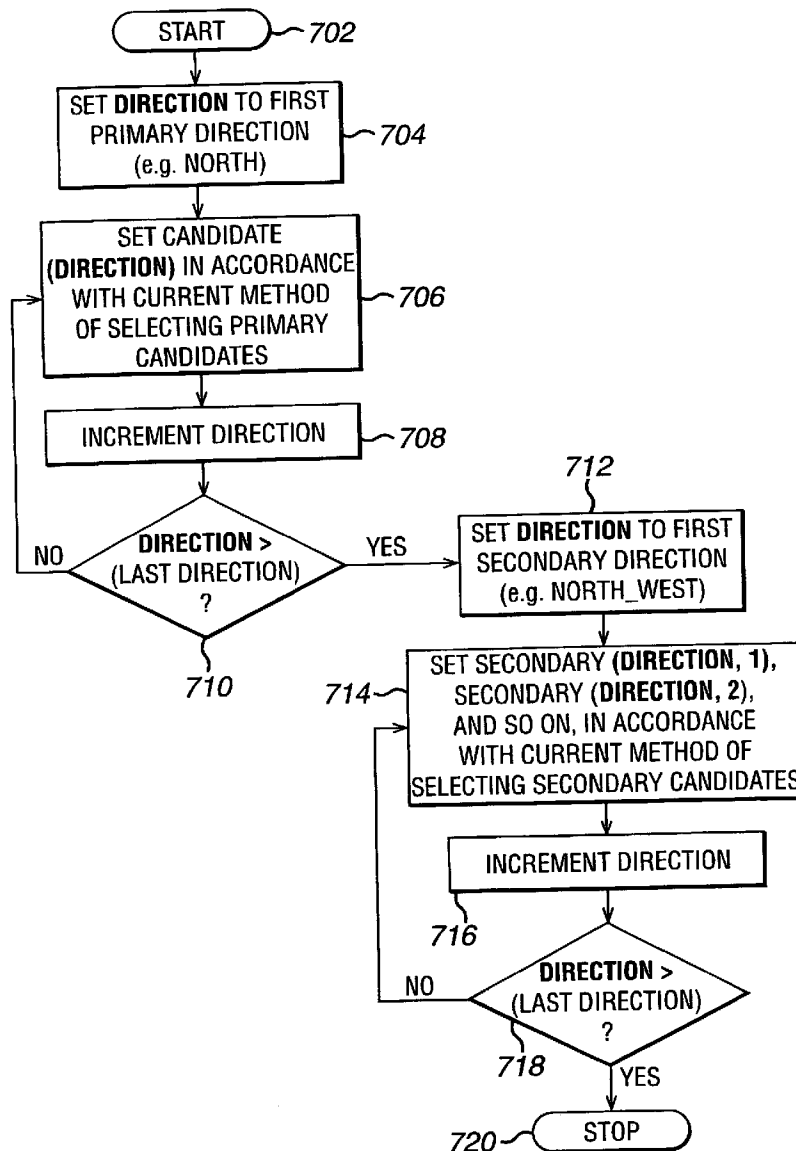 START
702
SET DIRECTION TO FIRST
PRIMARY DIRECTION
(e.g. NORTH)
704
SET CANDIDATE
(DIRECTION) IN ACCORDANCE
WITH CURRENT METHOD
OF SELECTING PRIMARY
CANDIDATES
706
INCREMENT DIRECTION
708
DIRECTION >
(LAST DIRECTION)
?
NO
YES
710
712
SET DIRECTION TO FIRST
SECONDARY DIRECTION
(e.g. NORTH_WEST)
714
SET SECONDARY (DIRECTION, 1),
SECONDARY (DIRECTION, 2),
AND SO ON, IN ACCORDANCE
WITH CURRENT METHOD OF
SELECTING SECONDARY CANDIDATES
INCREMENT DIRECTION
716
DIRECTION >
(LAST DIRECTION)
?
NO
718
YES
STOP
720